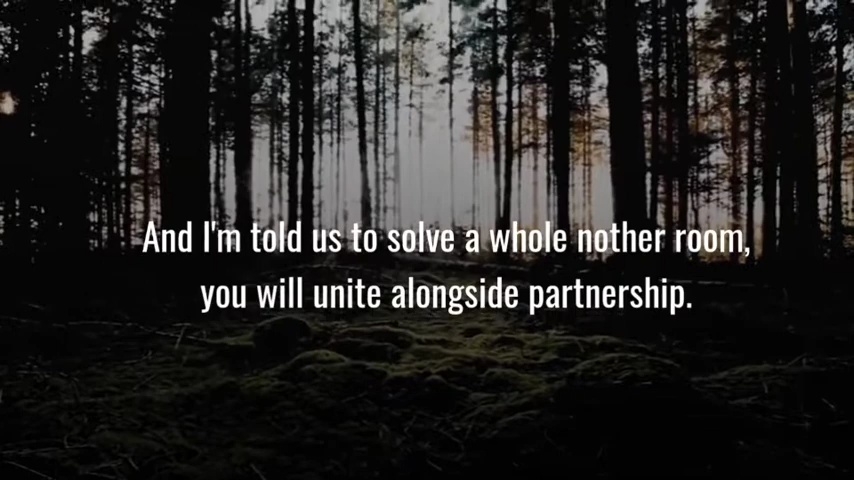 And I'm told us to solve a whole nother room,
you will unite alongside partnership.